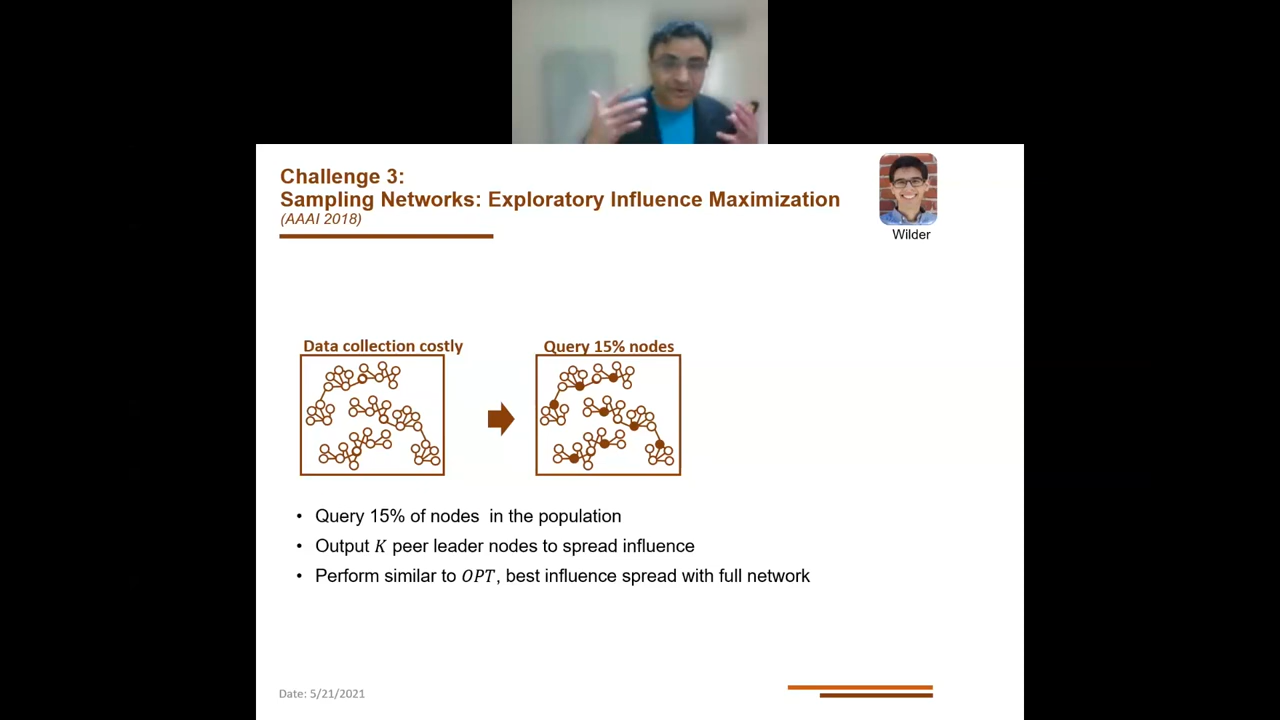 Challenge 3:
Sampling Networks: Exploratory Influence Maximization
(AAAI 2018)
Wilder
Data collection costly
Query 15% nodes
• Query 15% of nodes in the population
• Output K peer leader nodes to spread influence
• Perform similar to OPT, best influence spread with full network
Date: 5/21/2021